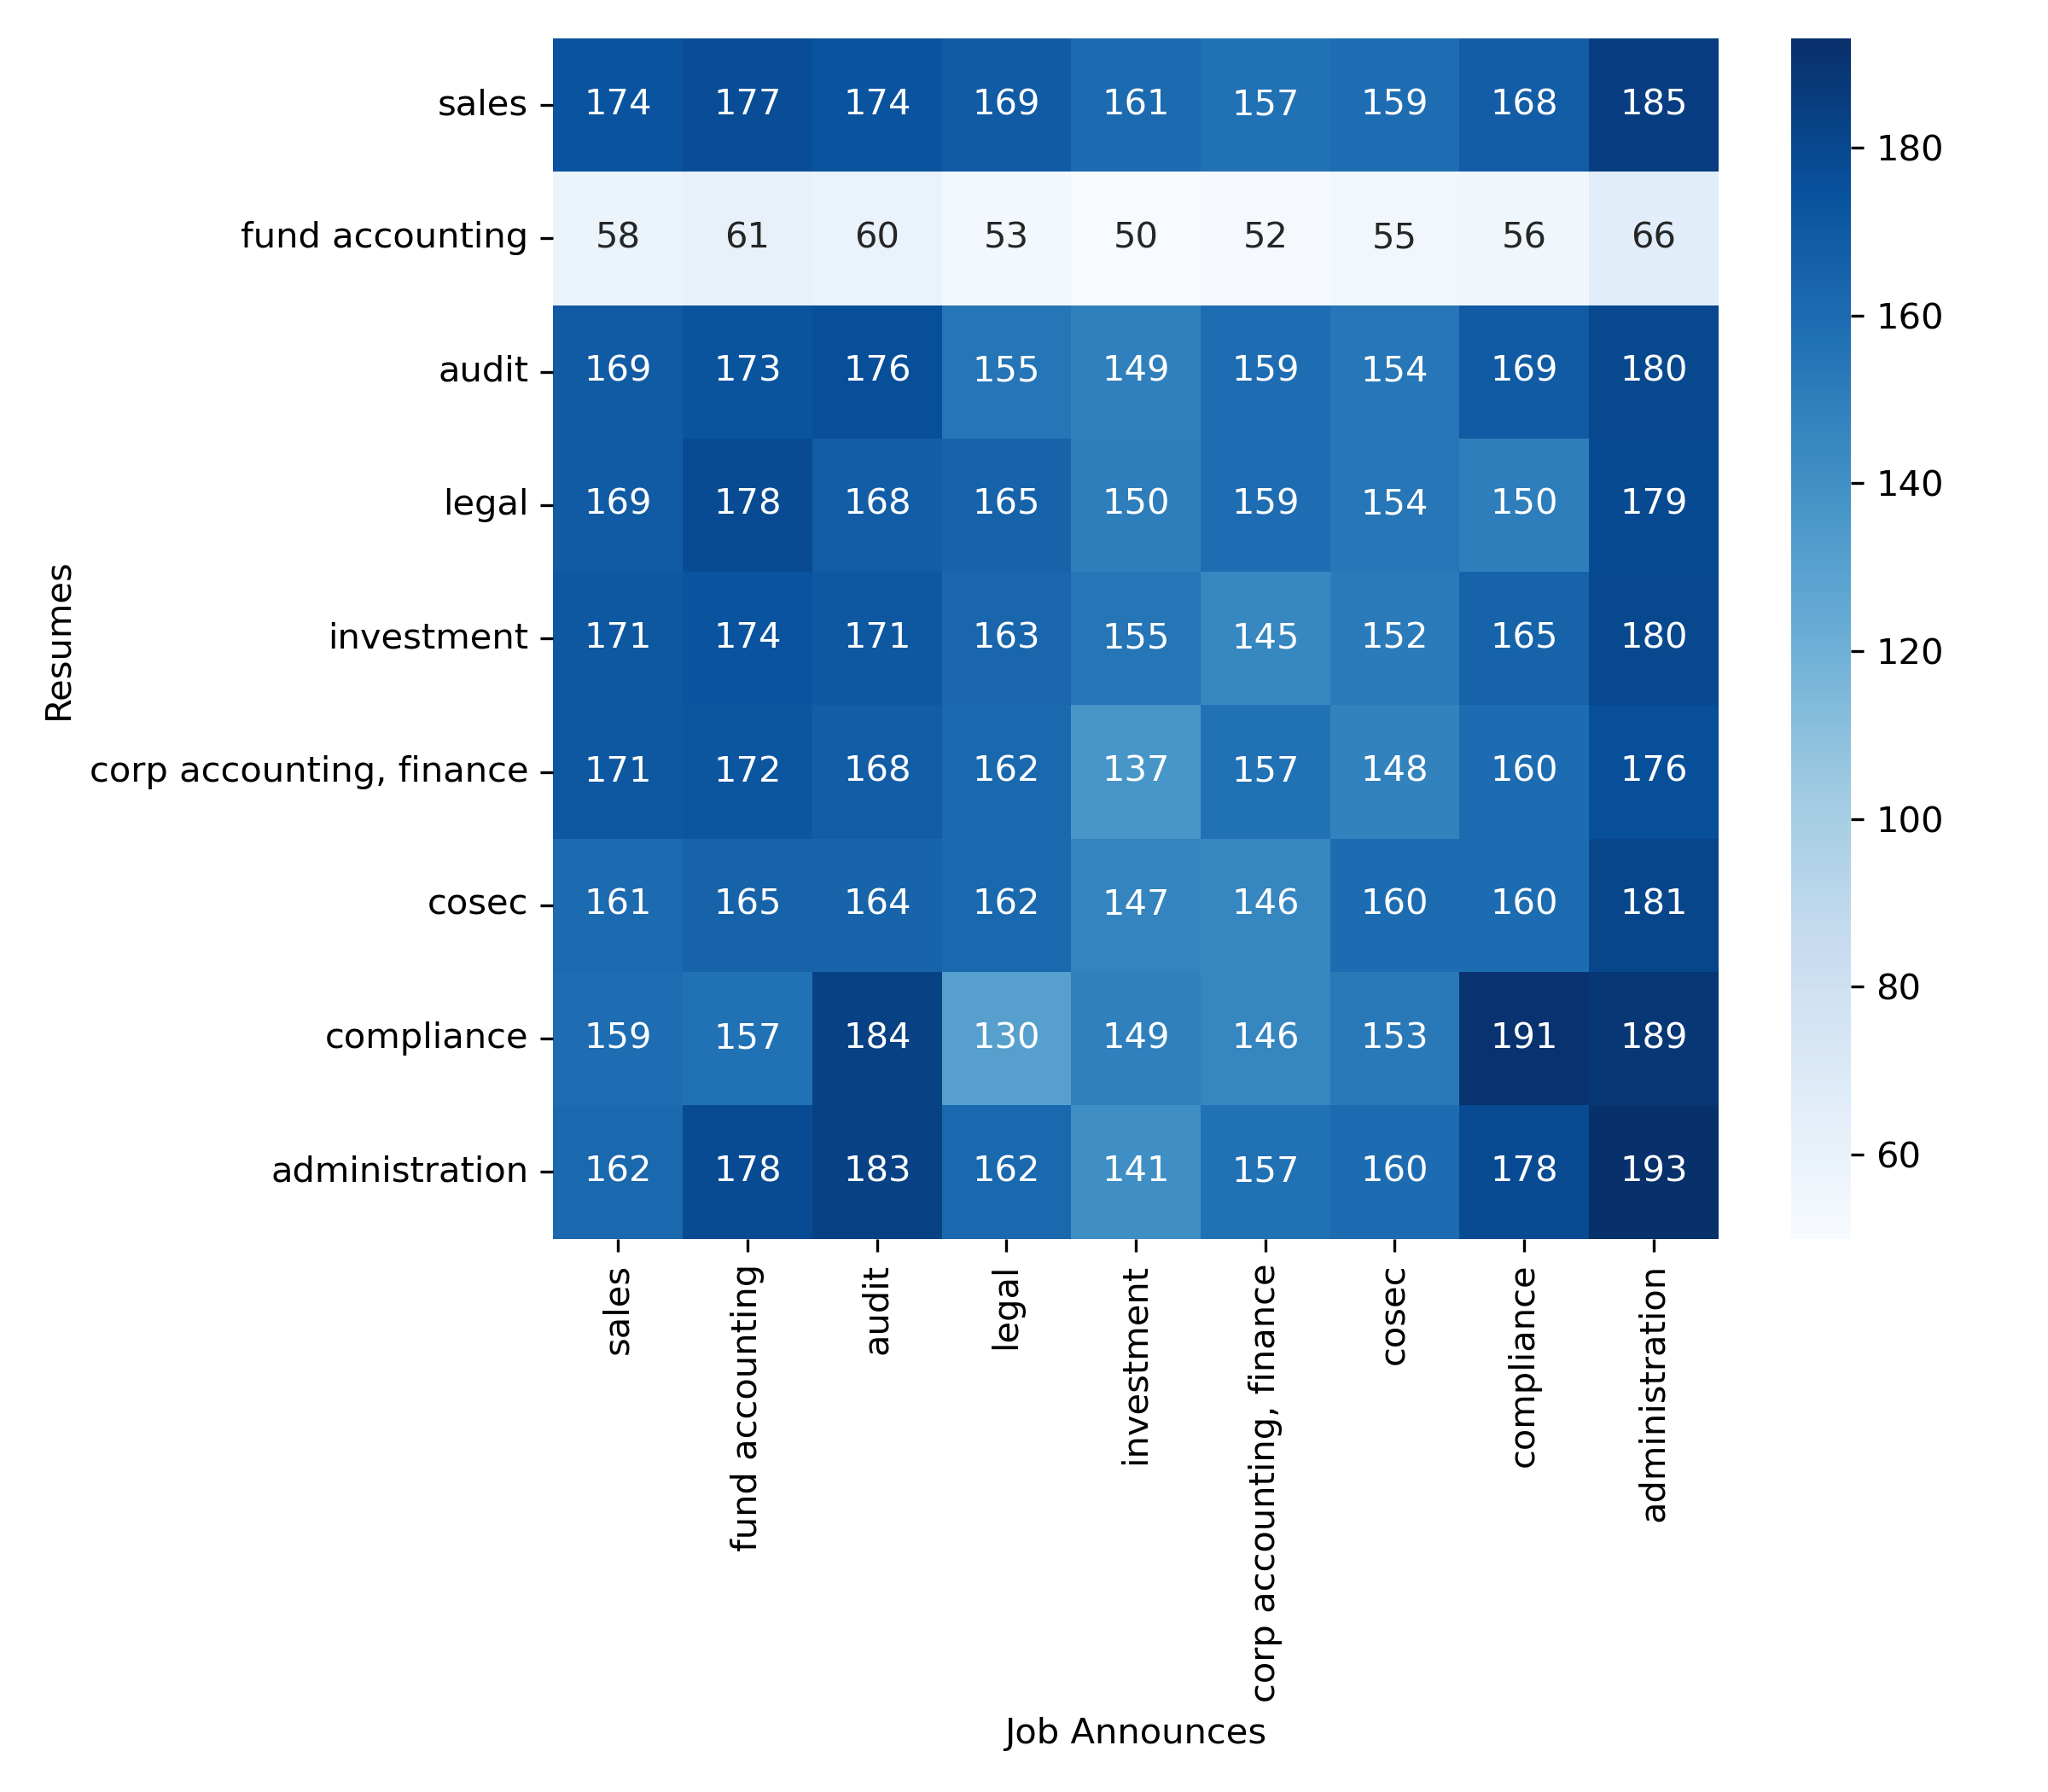 sales 174 177 174 169 161 157 159 168 185
180
fund accounting 58 61 60 53 50 52 55 56 66
160
audit 169 173 176 155 149 159 154 169 180
legal 169 178 168 165 150 159 154 150 179
140
Resumes
investment 171 174 171 163 155 145 152 165 180
120
corp accounting, finance 171 172 168 162 137 157 148 160 176
100
cosec 161 165 164 162 147 146 160 160 181
80
compliance 159 157 184 130 149 146 153 191 189
60
administration 162 178 183 162 141 157 160 178 193
sales
fund accounting
audit
legal
investment
corp accounting, finance
cosec
compliance
administration
Job Announces